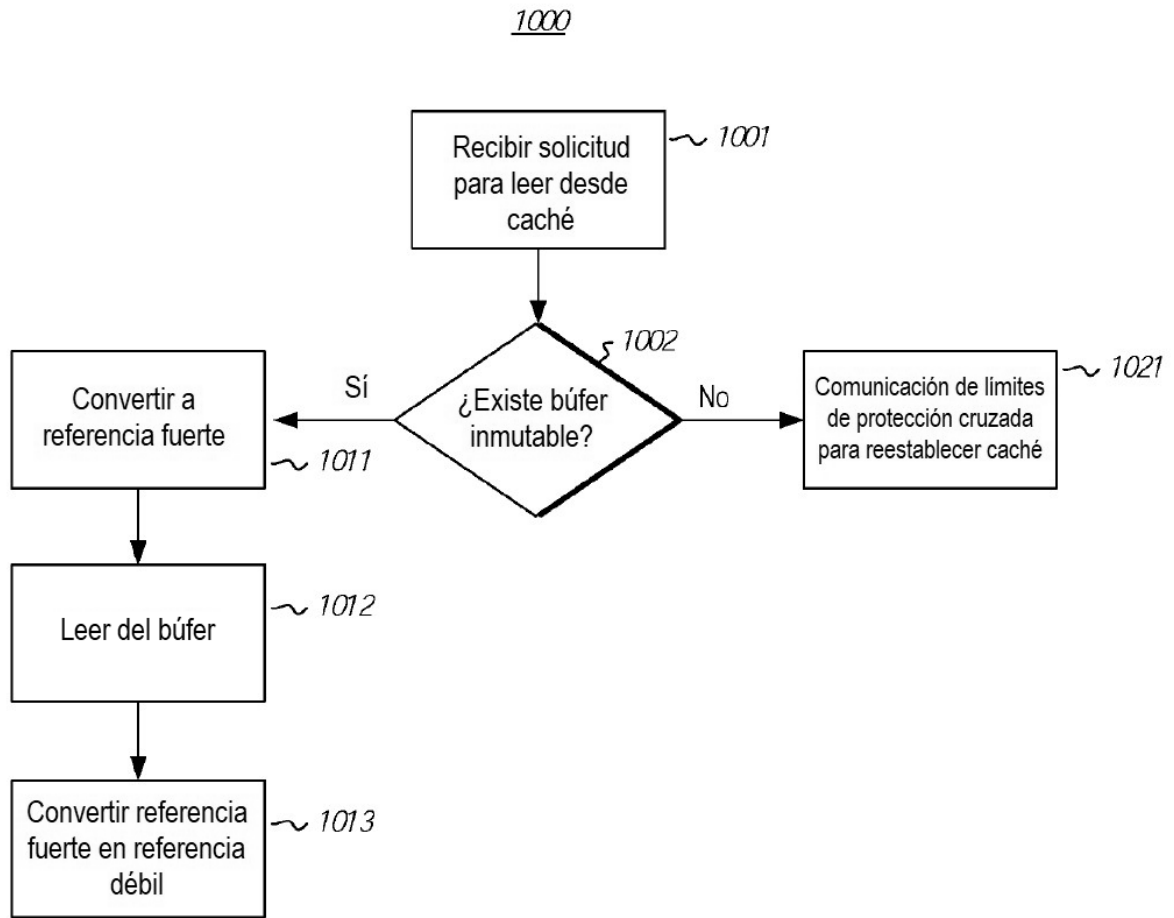 1000
Recibir solicitud
para leer desde
caché
1001
¿Existe búfer
inmutable?
1002
Sí
No
Convertir a
referencia fuerte
1011
Comunicación de límites
de protección cruzada
para reestablecer caché
1021
Leer del búfer
1012
Convertir referencia
fuerte en referencia
débil
1013